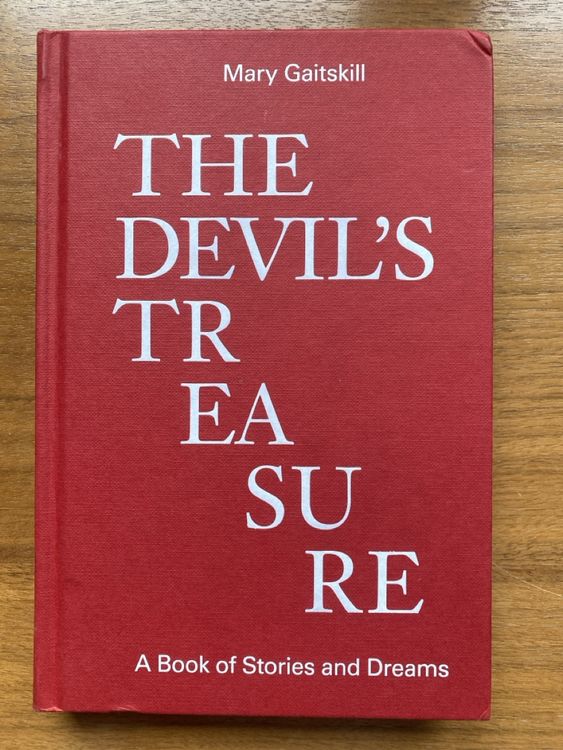 Mary Gaitskill
THE
DEVIL’S
TR
EA
SU
RE
A Book of Stories and Dreams